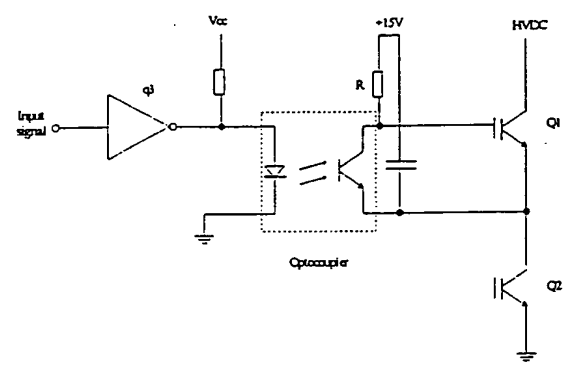 Vcc
+15V
HVDC
q3
R
Input
signal
Q1
Optocoupler
Q2